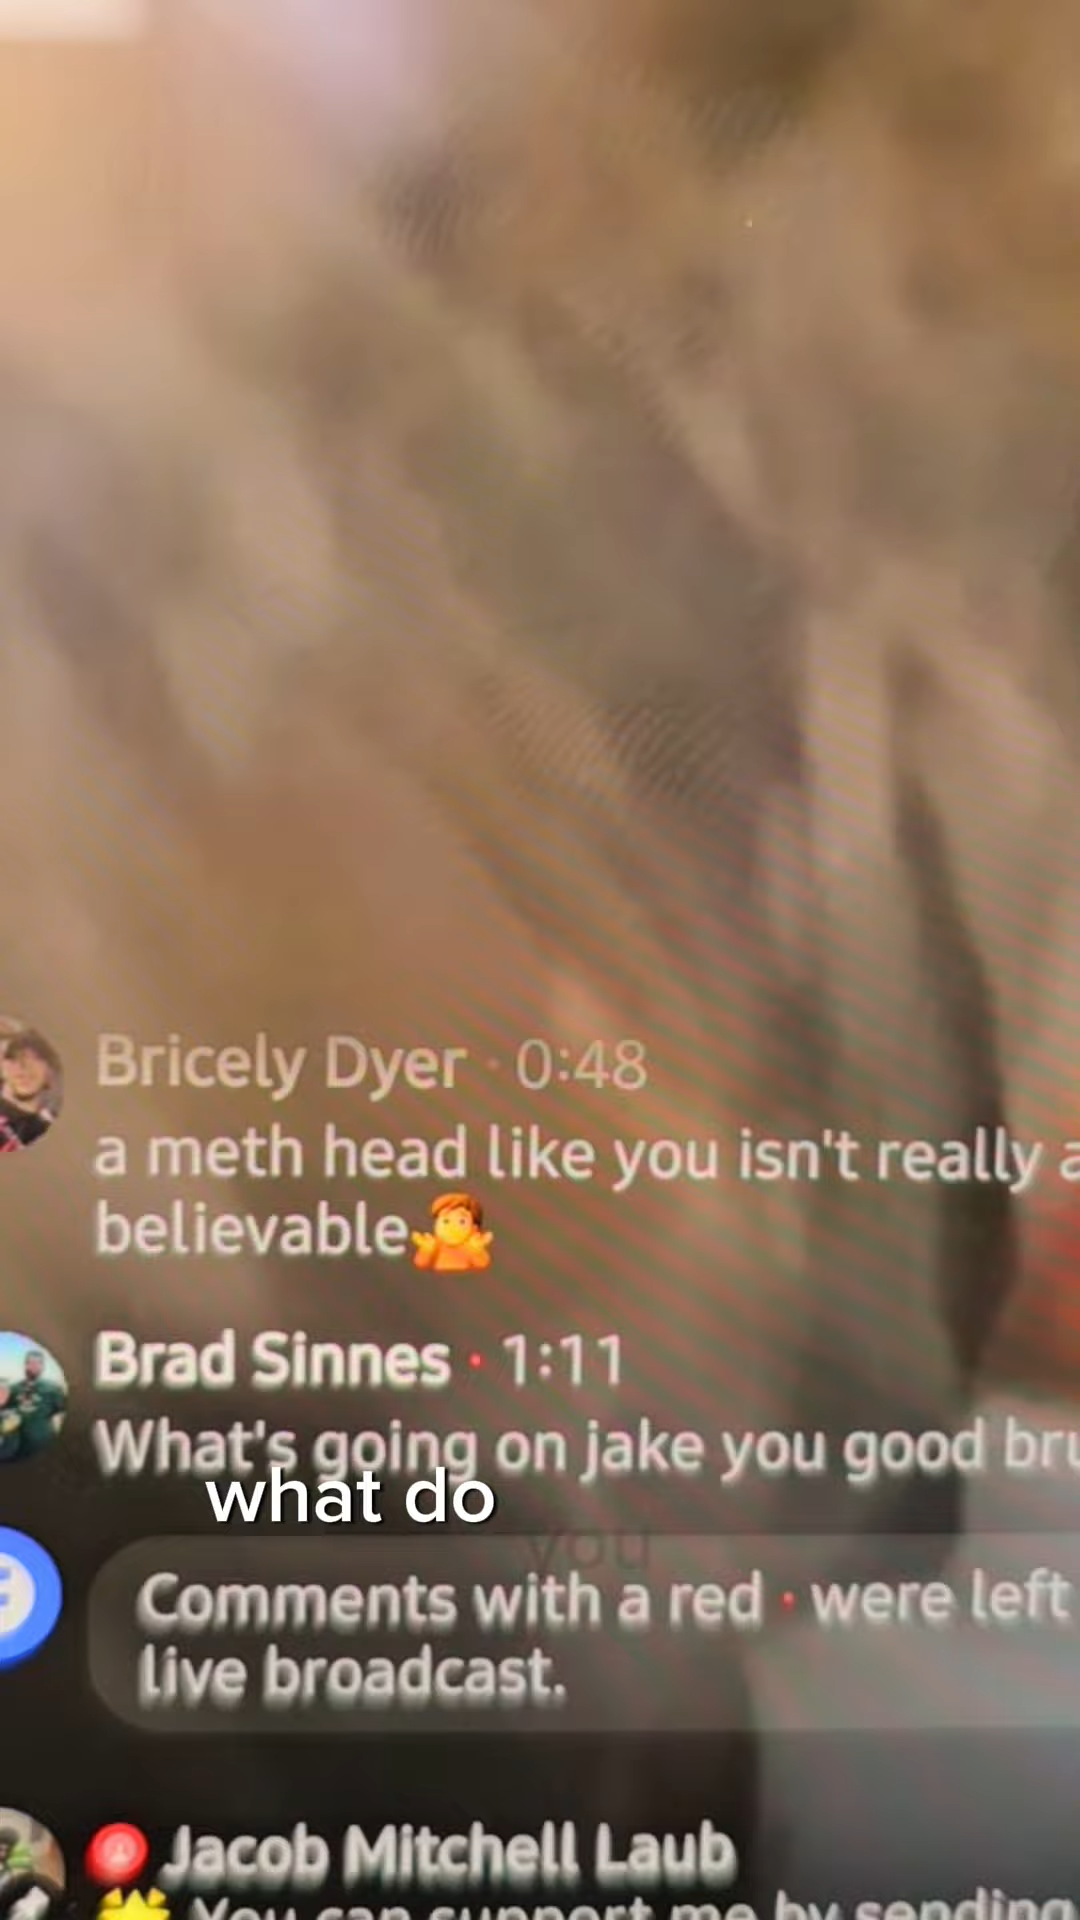 Bricely Dyer · 0:48
a meth head like you isn't really
believable🤷
Brad Sinnes · 1:11
What's going on jake you good
what do
you
Comments with a red · were left
live broadcast.
Jacob Mitchell Laub
🌟 You can support me by sending